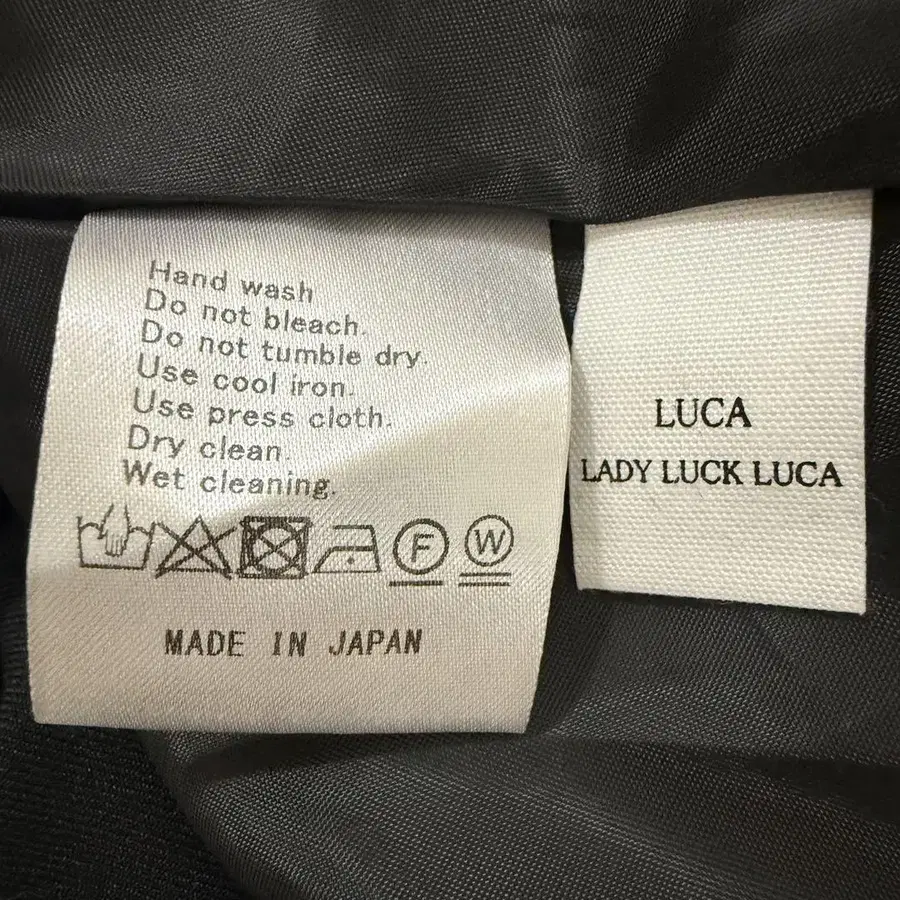 Hand wash
Do not bleach.
Do not tumble dry.
Use cool iron.
Use press cloth.
Dry clean.
Wet cleaning.
F W
MADE IN JAPAN
LUCA
LADY LUCK LUCA